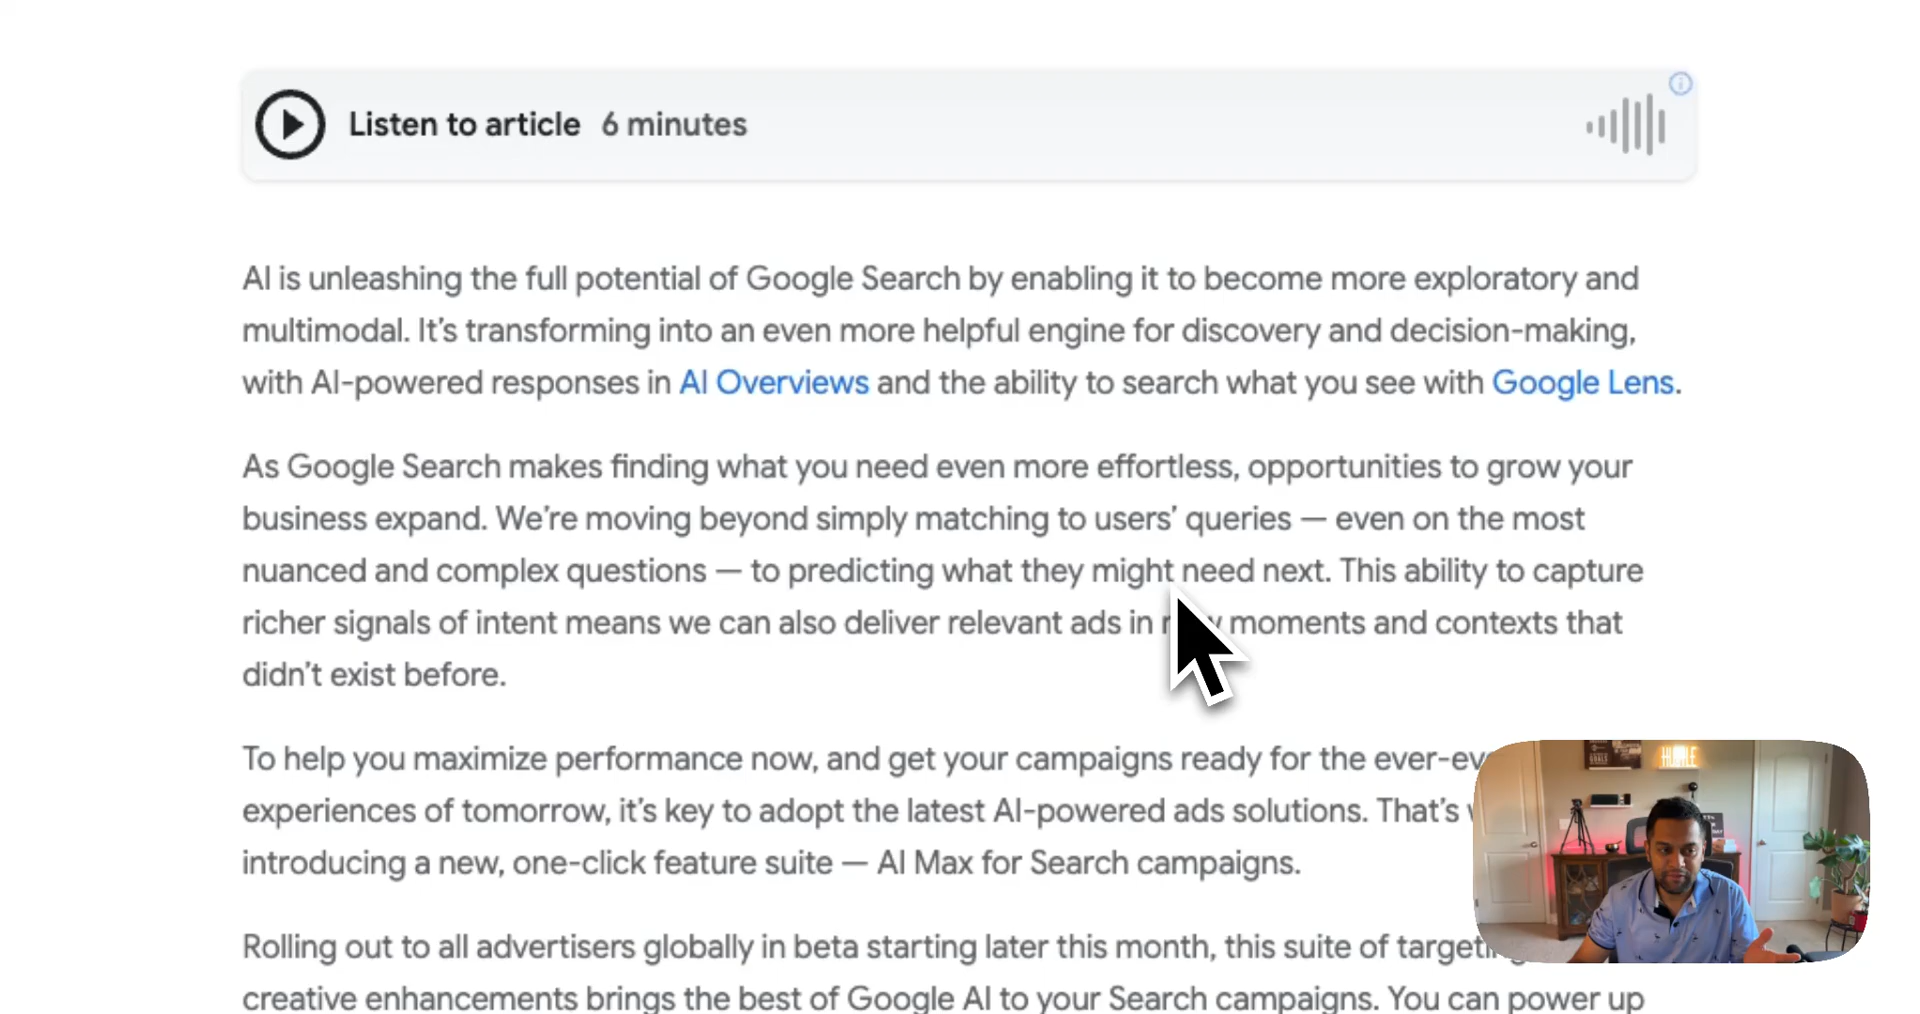 Listen to article 6 minutes
AI is unleashing the full potential of Google Search by enabling it to become more exploratory and
multimodal. It's transforming into an even more helpful engine for discovery and decision-making,
with AI-powered responses in AI Overviews and the ability to search what you see with Google Lens.
As Google Search makes finding what you need even more effortless, opportunities to grow your
business expand. We're moving beyond simply matching to users' queries — even on the most
nuanced and complex questions — to predicting what they might need next. This ability to capture
richer signals of intent means we can also deliver relevant ads in moments and contexts that
didn't exist before.
To help you maximize performance now, and get your campaigns ready for the
experiences of tomorrow, it's key to adopt the latest AI-powered ads solutions. That's
introducing a new, one-click feature suite — AI Max for Search campaigns.
Rolling out to all advertisers globally in beta starting later this month, this suite of
creative enhancements brings the best of Google AI to your Search campaigns. You can power up